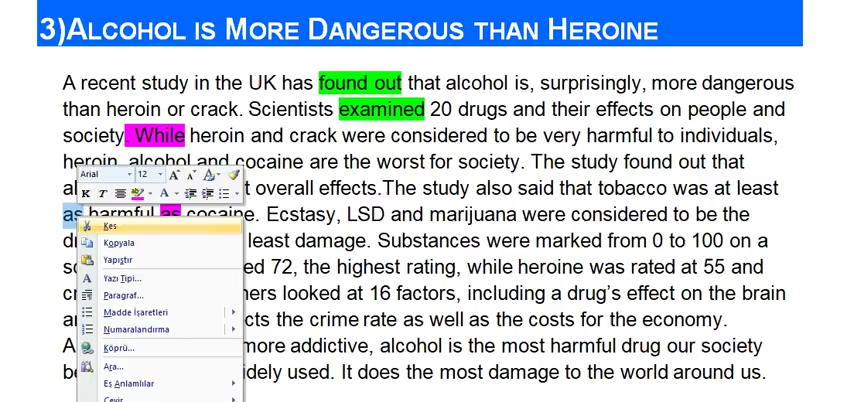 3)ALCOHOL IS MORE DANGEROUS THAN HEROINE
A recent study in the UK has found out that alcohol is, surprisingly, more dangerous
than heroin or crack. Scientists examined 20 drugs and their effects on people and
society. While heroin and crack were considered to be very harmful to individuals,
heroin, alcohol and cocaine are the worst for society. The study found out that
Arial 12
t overall effects.The study also said that tobacco was at least
K T
as harmful as cocaine. Ecstasy, LSD and marijuana were considered to be the
Kes
least damage. Substances were marked from 0 to 100 on a
Kopyala
Yapıştır
ed 72, the highest rating, while heroine was rated at 55 and
Yazı Tipi...
Paragraf...
hers looked at 16 factors, including a drug's effect on the brain
Madde İşaretleri
cts the crime rate as well as the costs for the economy.
Numaralandırma
Köprü...
more addictive, alcohol is the most harmful drug our society
Ara...
idely used. It does the most damage to the world around us.
Eş Anlamlılar
Çevir